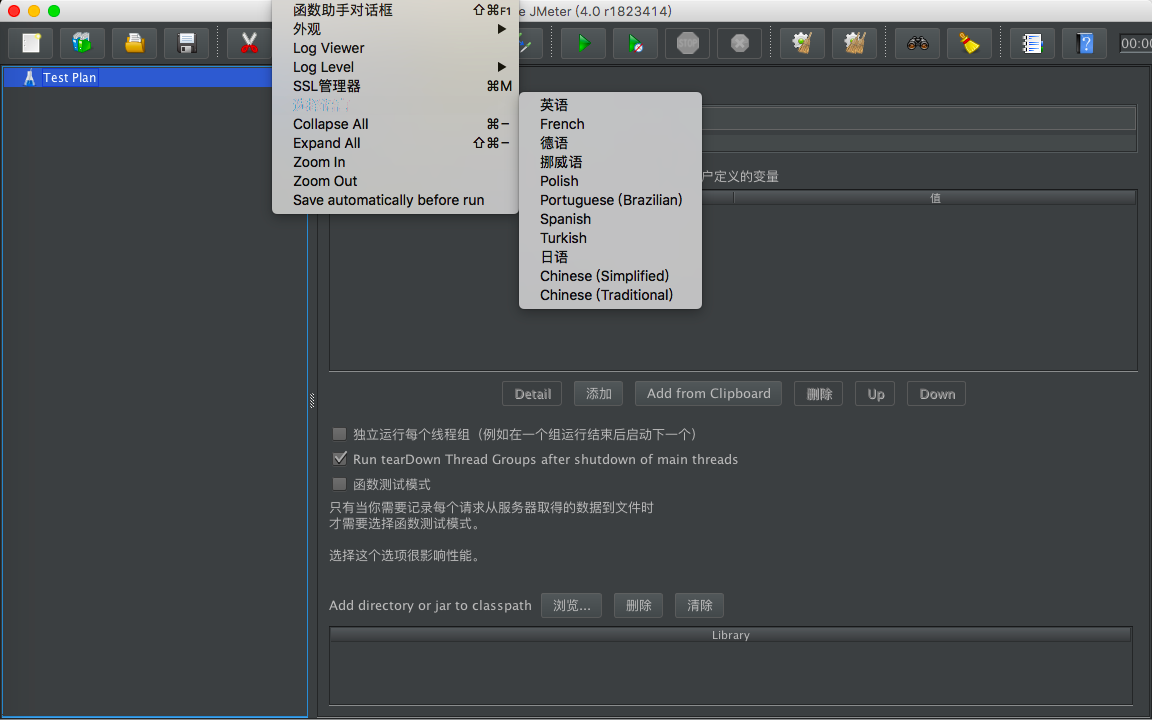 函数助手对话框 ⇧⌘F1
e JMeter (4.0 r1823414)
外观
Log Viewer
Log Level
SSL管理器 ⌘M
Collapse All ⌘−
Expand All ⇧⌘−
Zoom In
Zoom Out
Save automatically before run
英语
French
德语
挪威语
Polish
Portuguese (Brazilian)
Spanish
Turkish
日语
Chinese (Simplified)
Chinese (Traditional)
STOP
00:00
Test Plan
户定义的变量
值
Detail 添加 Add from Clipboard 删除 Up Down
独立运行每个线程组（例如在一个组运行结束后启动下一个）
Run tearDown Thread Groups after shutdown of main threads
函数测试模式
只有当你需要记录每个请求从服务器取得的数据到文件时
才需要选择函数测试模式。
选择这个选项很影响性能。
Add directory or jar to classpath 浏览... 删除 清除
Library